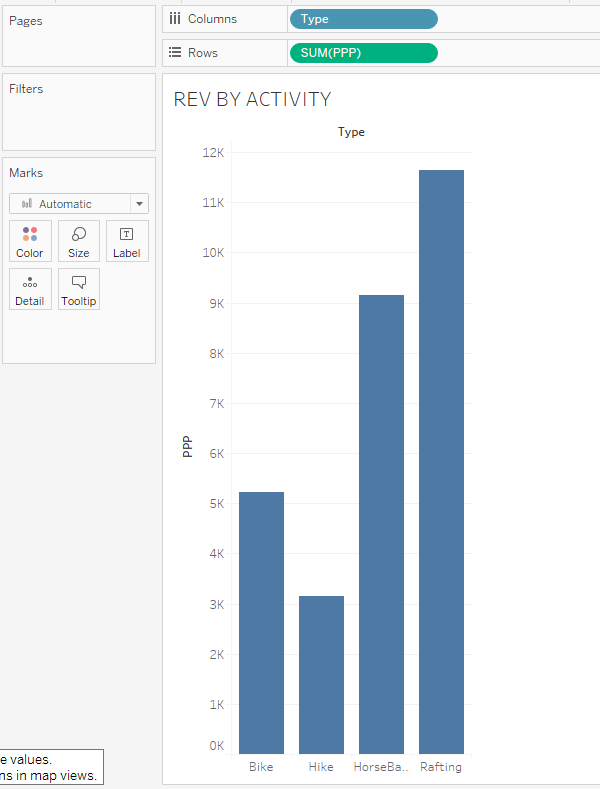 Pages
Columns
Type
Rows
SUM(PPP)
Filters
Marks
Automatic
Color
Size
Label
Detail
Tooltip
REV BY ACTIVITY
Type
12K
11K
10K
9K
8K
7K
6K
5K
4K
3K
2K
1K
0K
PPP
Bike
Hike
HorseBa..
Rafting
e values.
ns in map views.